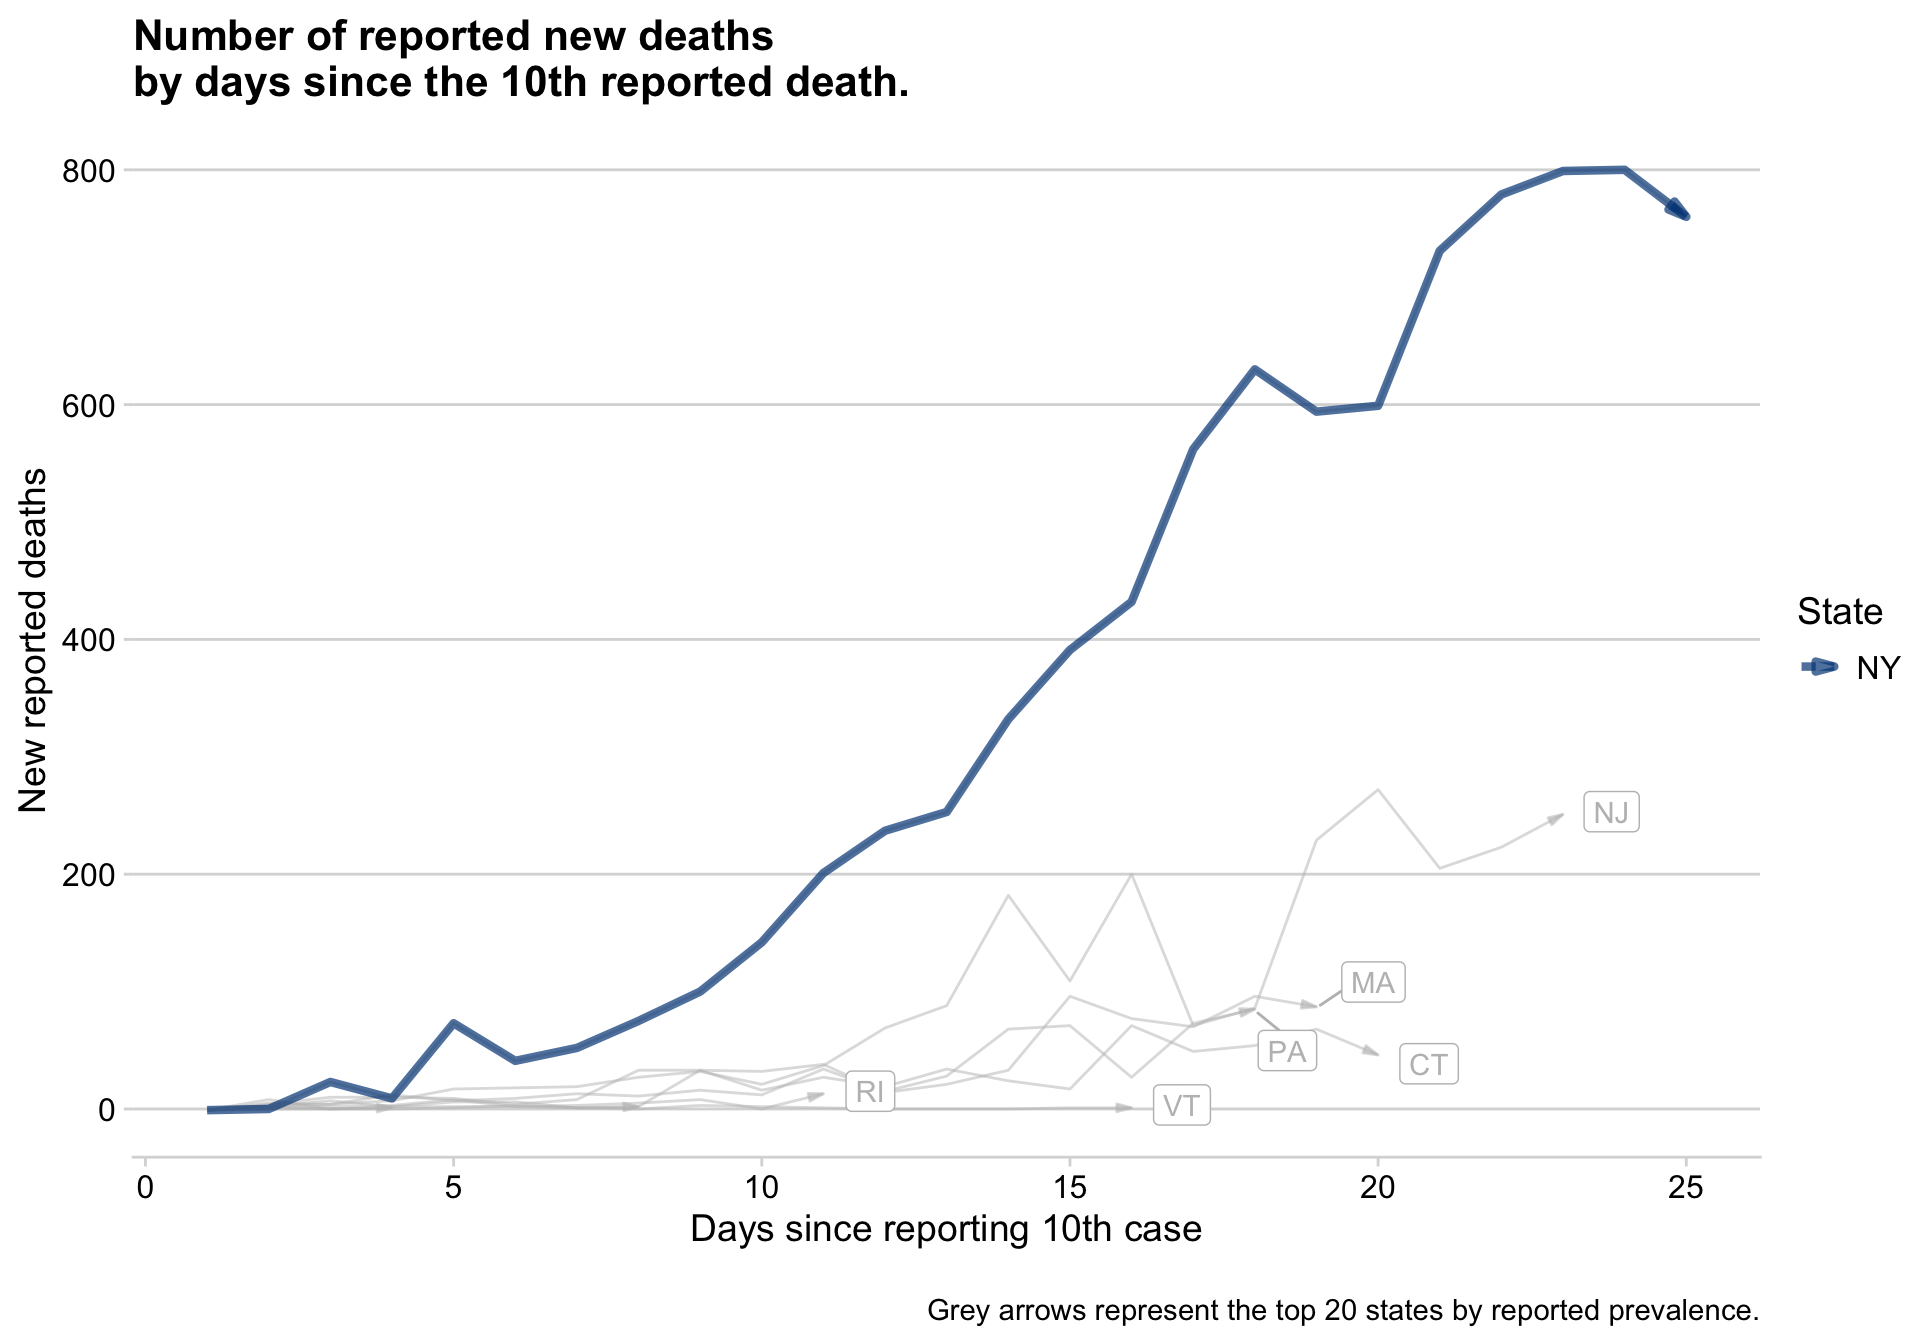 Number of reported new deaths
by days since the 10th reported death.
800
600
400
200
0
New reported deaths
State
NY
NJ
MA
PA
CT
RI
VT
0 5 10 15 20 25
Days since reporting 10th case
Grey arrows represent the top 20 states by reported prevalence.